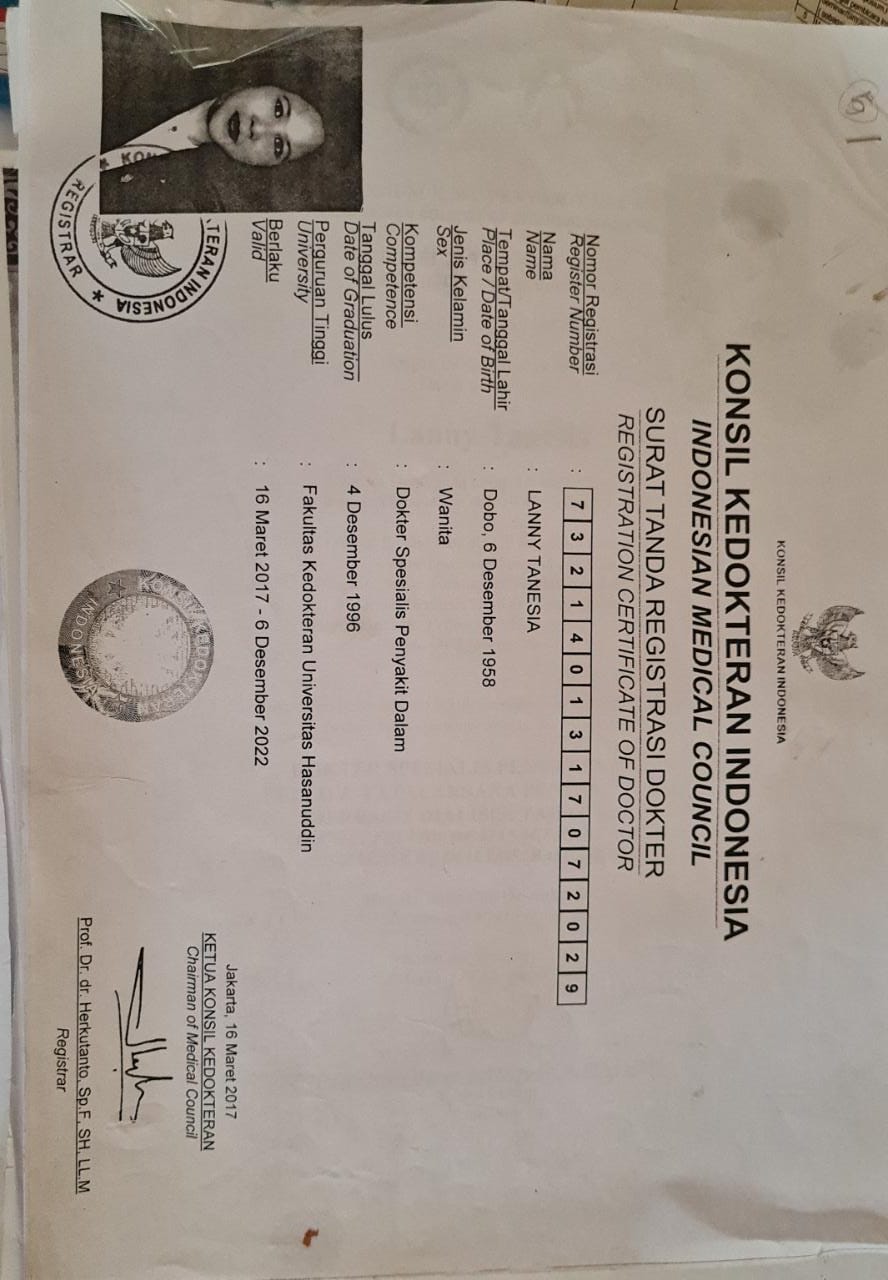 KONSIL KEDOKTERAN INDONESIA
KONSIL KEDOKTERAN INDONESIA
INDONESIAN MEDICAL COUNCIL
SURAT TANDA REGISTRASI DOKTER
REGISTRATION CERTIFICATE OF DOCTOR
Nomor Registrasi : 7 3 2 1 4 0 1 3 1 7 0 7 2 0 2 9
Register Number
Nama : LANNY TANESIA
Name
Tempat/Tanggal Lahir : Dobo, 6 Desember 1958
Place / Date of Birth
Jenis Kelamin : Wanita
Sex
Kompetensi : Dokter Spesialis Penyakit Dalam
Competence
Tanggal Lulus : 4 Desember 1996
Date of Graduation
Perguruan Tinggi : Fakultas Kedokteran Universitas Hasanuddin
University
Berlaku : 16 Maret 2017 - 6 Desember 2022
Valid
TERAN INDONESIA
REGISTRAR
KONSIL KEDOK
INDONESIA
Jakarta, 16 Maret 2017
KETUA KONSIL KEDOKTERAN
Chairman of Medical Council
Prof. Dr. dr. Herkutanto, Sp.F, SH, LL.M
Registrar